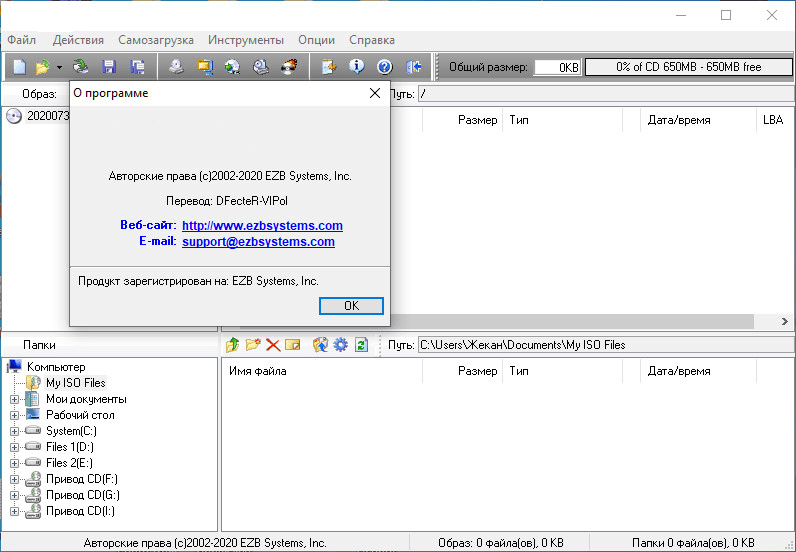 Файл Действия Самозагрузка Инструменты Опции Справка
Общий размер: 0KB 0% of CD 650MB - 650MB free
Образ: Путь: /
О программе
2020073
Размер Тип Дата/время LBA
Авторские права (c)2002-2020 EZB Systems, Inc.
Перевод: DFecteR-VIPol
Веб-сайт: http://www.ezbsystems.com
E-mail: support@ezbsystems.com
Продукт зарегистрирован на: EZB Systems, Inc.
OK
Папки Путь: C:\Users\Жекан\Documents\My ISO Files
Компьютер
My ISO Files
Мои документы
Рабочий стол
System(C:)
Files 1(D:)
Files 2(E:)
Привод CD(F:)
Привод CD(G:)
Привод CD(I:)
Имя файла Размер Тип Дата/время
Авторские права (c)2002-2020 EZB Systems, Inc. Образ: 0 файла(ов), 0 KB Папки 0 файла(ов), 0 KB